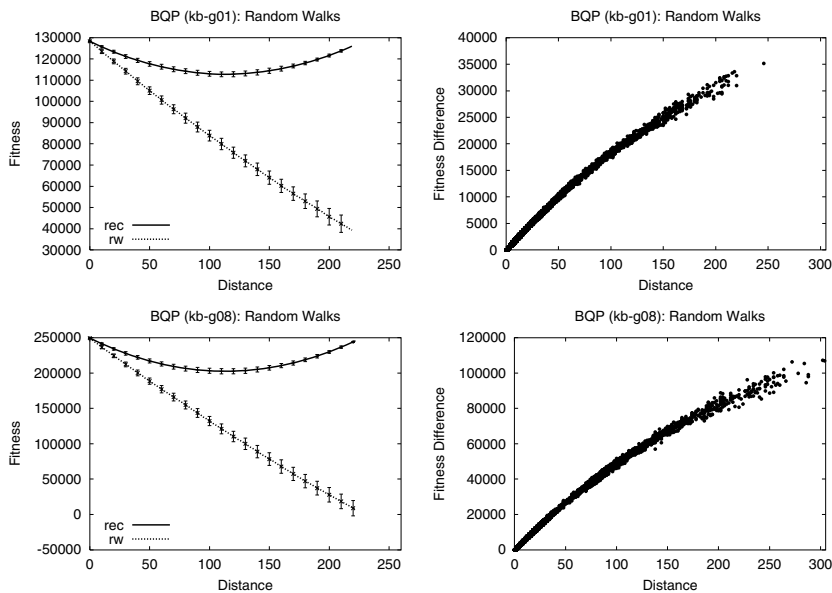 BQP (kb-g01): Random Walks
130000
120000
110000
100000
90000
80000
70000
60000
50000
40000
30000
Fitness
rec
rw
0 50 100 150 200 250
Distance
BQP (kb-g01): Random Walks
40000
35000
30000
25000
20000
15000
10000
5000
0
Fitness Difference
0 50 100 150 200 250 300
Distance
BQP (kb-g08): Random Walks
250000
200000
150000
100000
50000
0
-50000
Fitness
rec
rw
0 50 100 150 200 250
Distance
BQP (kb-g08): Random Walks
120000
100000
80000
60000
40000
20000
0
Fitness Difference
0 50 100 150 200 250 300
Distance